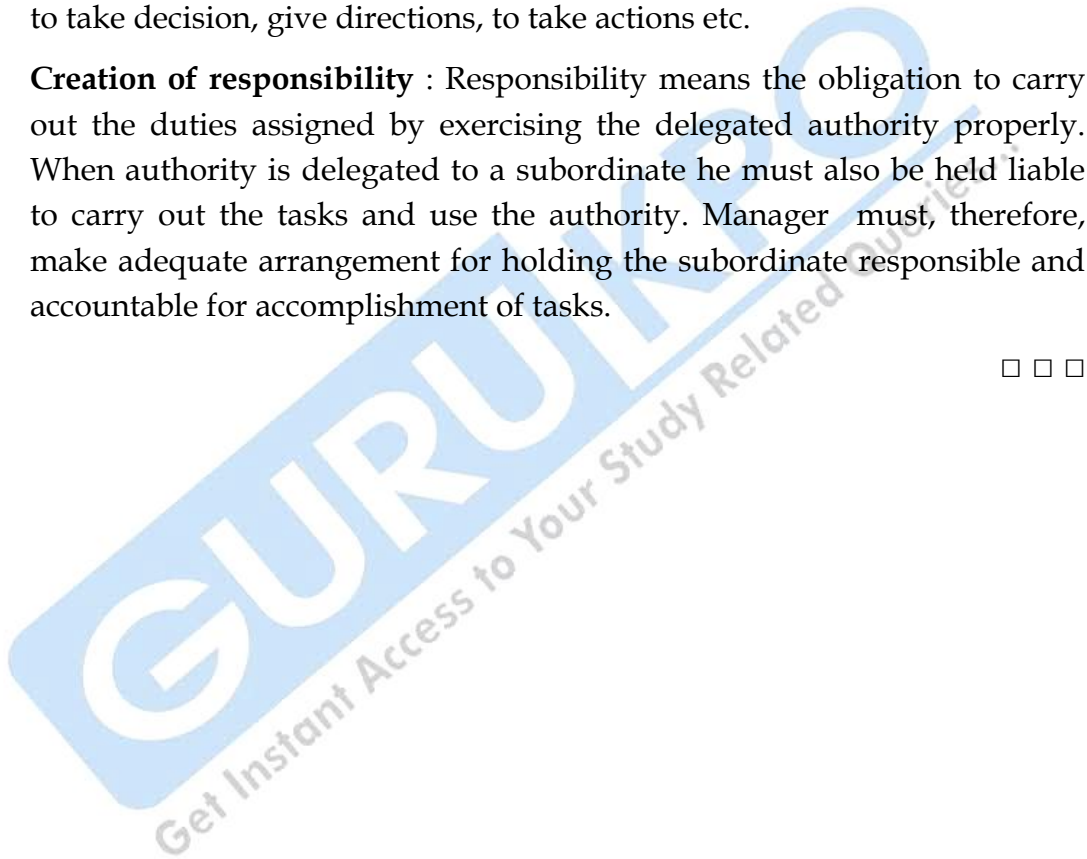 to take decision, give directions, to take actions etc.
Creation of responsibility : Responsibility means the obligation to carry
out the duties assigned by exercising the delegated authority properly.
When authority is delegated to a subordinate he must also be held liable
to carry out the tasks and use the authority. Manager must, therefore,
make adequate arrangement for holding the subordinate responsible and
accountable for accomplishment of tasks.
□ □ □
GURUKPO
Get Instant Access to Your Study Related Queries...